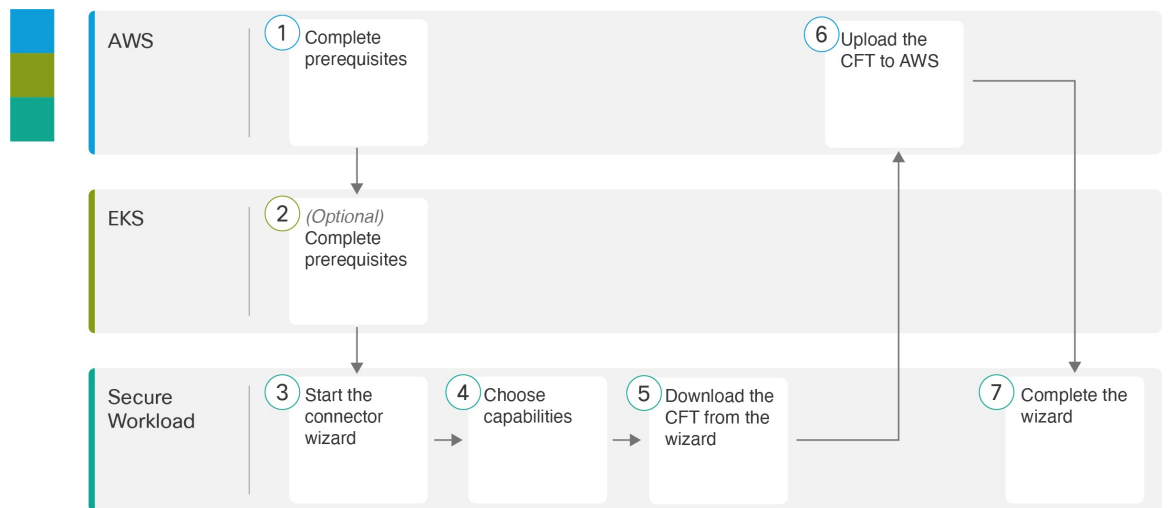 AWS
1
Complete
prerequisites
6
Upload the
CFT to AWS
EKS
2
(Optional)
Complete
prerequisites
Secure
Workload
3
Start the
connector
wizard
4
Choose
capabilities
5
Download the
CFT from the
wizard
7
Complete the
wizard